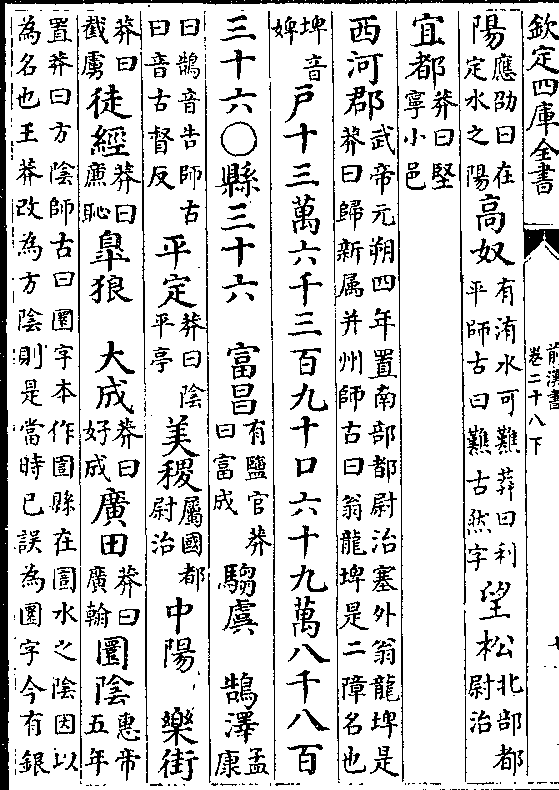 欽定四庫全書
前漢書
卷二十八下
陽應劭曰在定水之陽高奴有洧水可難莽曰利平師古曰難古然字望松北部都尉治
宜都莽曰堅寧小邑
西河郡武帝元朔四年置南部都尉治塞外翁龍埤是莽曰歸新属并州師古曰翁龍埤是二障名也
埤音婢戸十三萬六千三百九十口六十九萬八千八百
三十六〇縣三十六 富昌有鹽官莽曰富成 騶虞 鵠澤孟康
曰鵠音告師古曰音古督反 平定莽曰陰平亭 美稷屬國都尉治 中陽 樂街
莽曰截虜徒經莽曰廉恥臯狼 大成莽曰好成廣田莽曰廣翰圜陰惠帝五年
置莽曰方陰師古曰圜字本作圁縣在圁水之陰因以為名也王莽改為方陰則是當時已誤為圜字今有銀